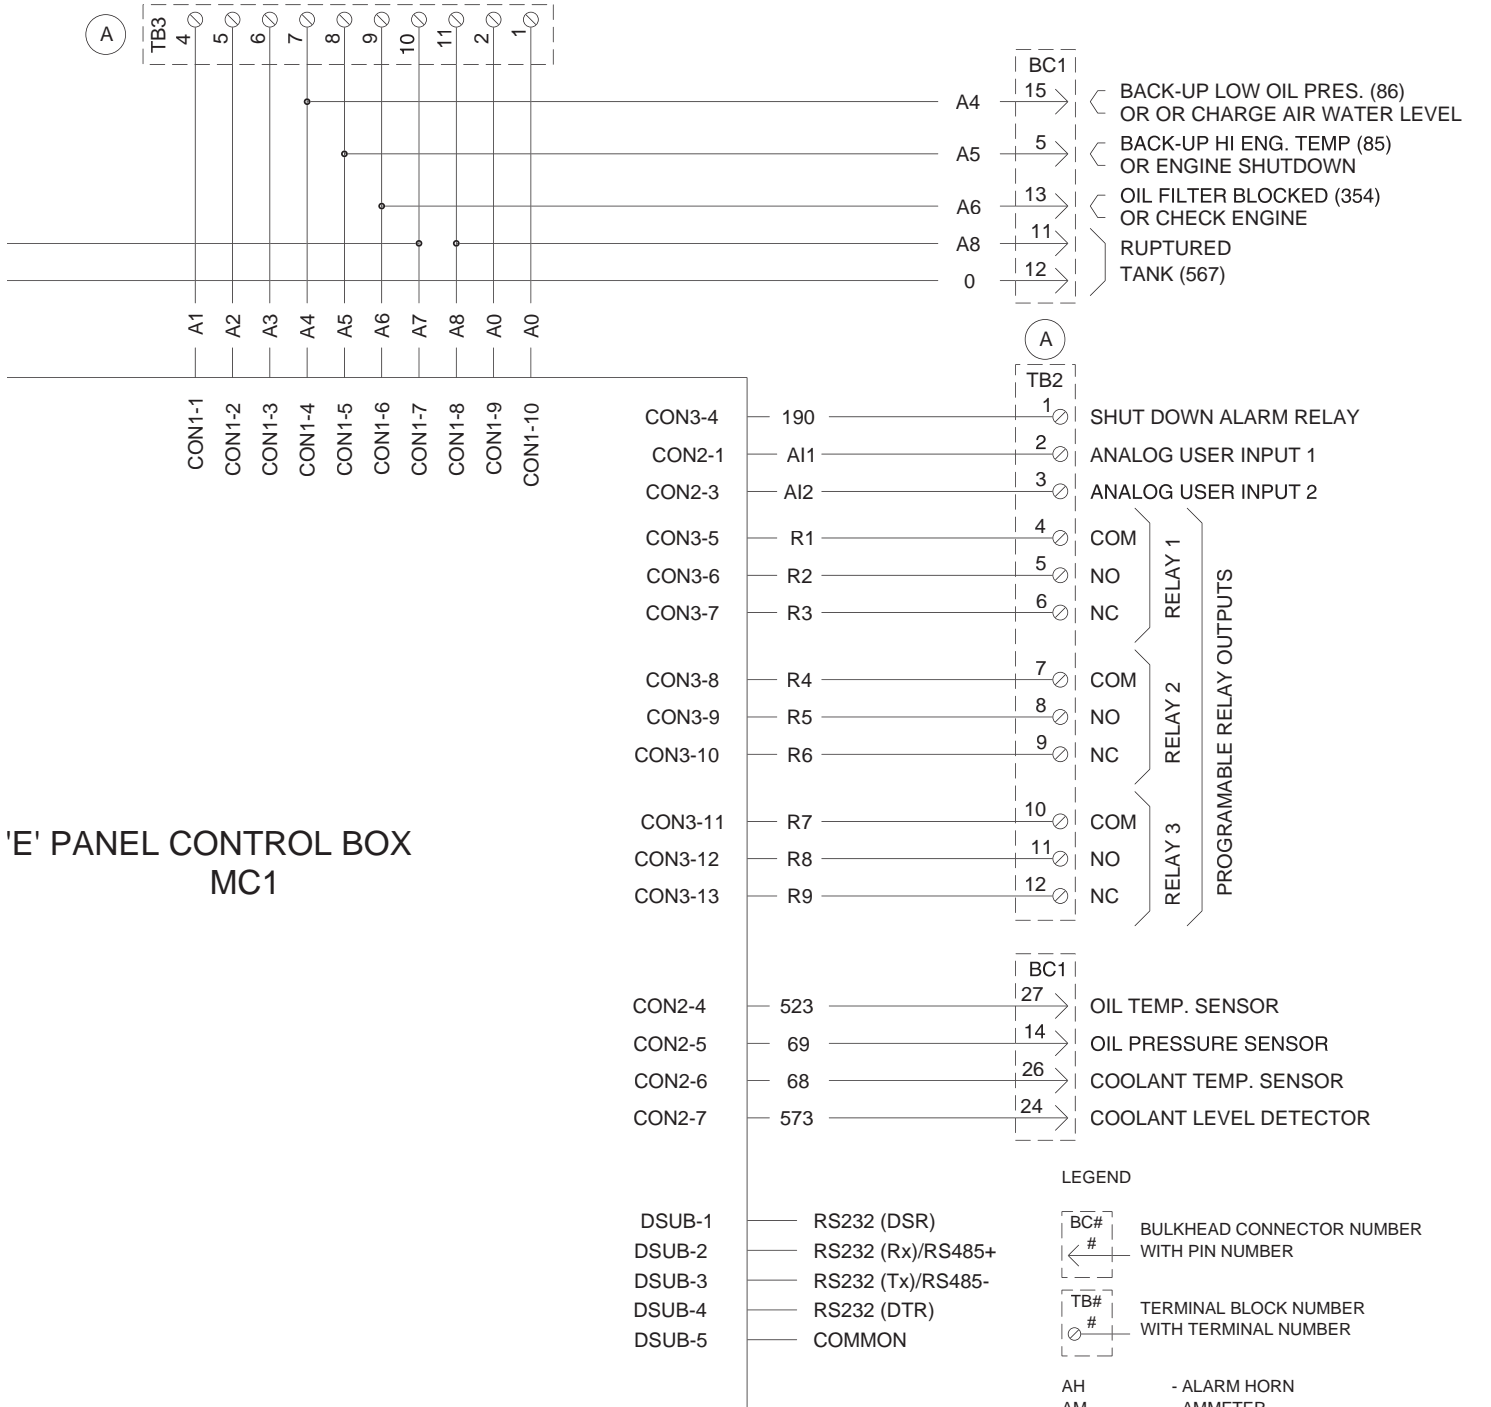 A
TB3
4 5 6 7 8 9 10 11 2 1
BC1
A4 15 BACK-UP LOW OIL PRES. (86)
OR OR CHARGE AIR WATER LEVEL
A5 5 BACK-UP HI ENG. TEMP (85)
OR ENGINE SHUTDOWN
A6 13 OIL FILTER BLOCKED (354)
OR CHECK ENGINE
A8 11 RUPTURED
0 12 TANK (567)
A1 A2 A3 A4 A5 A6 A7 A8 A0 A0
CON1-1 CON1-2 CON1-3 CON1-4 CON1-5 CON1-6 CON1-7 CON1-8 CON1-9 CON1-10
A
TB2
CON3-4 190 1 SHUT DOWN ALARM RELAY
CON2-1 AI1 2 ANALOG USER INPUT 1
CON2-3 AI2 3 ANALOG USER INPUT 2
CON3-5 R1 4 COM
CON3-6 R2 5 NO
CON3-7 R3 6 NC
RELAY 1
CON3-8 R4 7 COM
CON3-9 R5 8 NO
CON3-10 R6 9 NC
RELAY 2
CON3-11 R7 10 COM
CON3-12 R8 11 NO
CON3-13 R9 12 NC
RELAY 3
PROGRAMABLE RELAY OUTPUTS
'E' PANEL CONTROL BOX
MC1
BC1
CON2-4 523 27 OIL TEMP. SENSOR
CON2-5 69 14 OIL PRESSURE SENSOR
CON2-6 68 26 COOLANT TEMP. SENSOR
CON2-7 573 24 COOLANT LEVEL DETECTOR
DSUB-1 RS232 (DSR)
DSUB-2 RS232 (Rx)/RS485+
DSUB-3 RS232 (Tx)/RS485-
DSUB-4 RS232 (DTR)
DSUB-5 COMMON
LEGEND
BC#
#
BULKHEAD CONNECTOR NUMBER
WITH PIN NUMBER
TB#
#
TERMINAL BLOCK NUMBER
WITH TERMINAL NUMBER
AH - ALARM HORN
AM - AMMETER